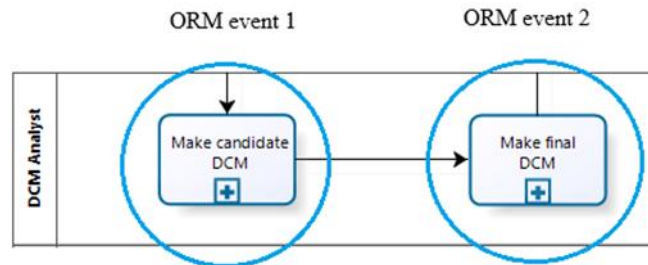 ORM event 1
ORM event 2
DCM Analyst
Make candidate
DCM
Make final
DCM